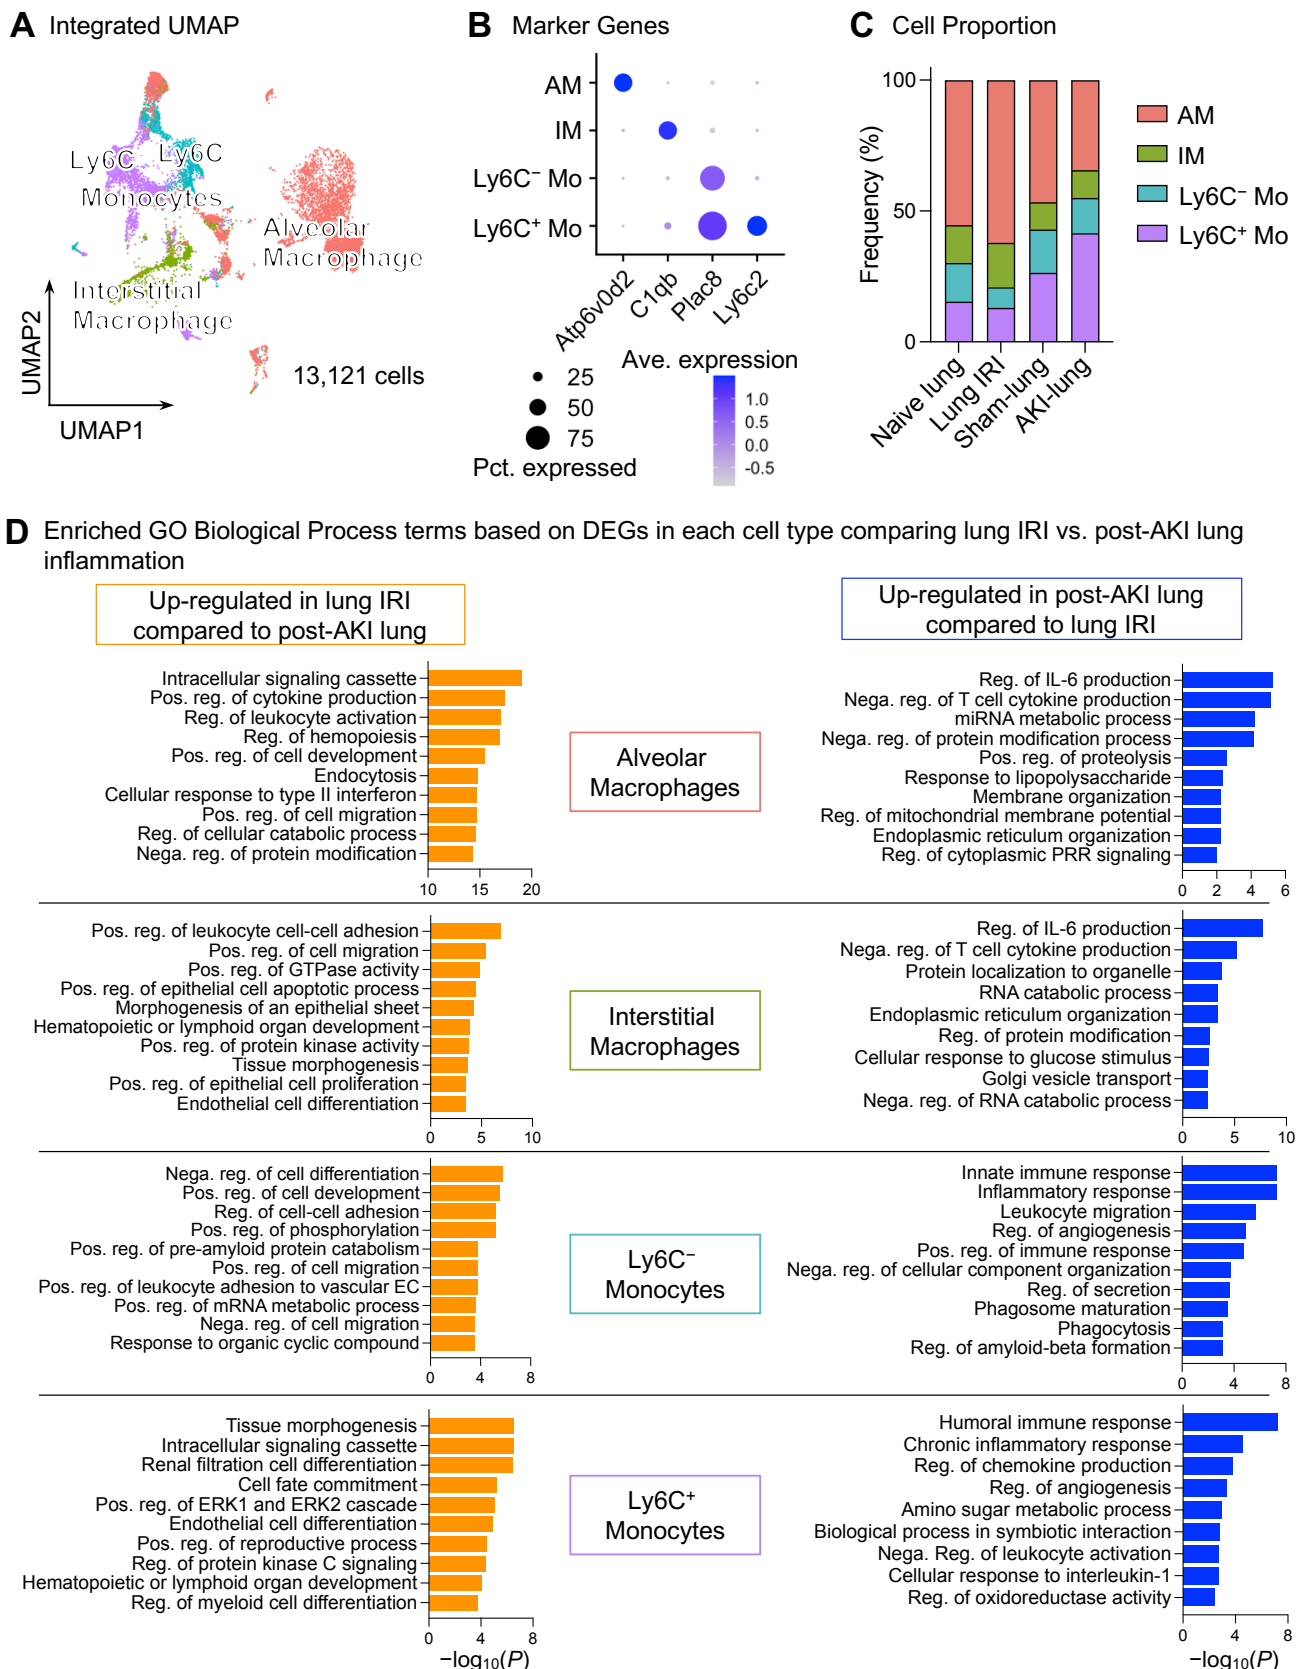 A Integrated UMAP
Ly6C Ly6C
Monocytes
Alveolar
Macrophage
Interstitial
Macrophage
UMAP2
UMAP1
13,121 cells
B Marker Genes
AM
IM
Ly6C⁻ Mo
Ly6C⁺ Mo
Atp6v0d2
C1qb
Plac8
Ly6c2
25
50
75
Pct. expressed
Ave. expression
1.0
0.5
0.0
-0.5
C Cell Proportion
Frequency (%)
100
50
0
Naive lung
Lung IRI
Sham-lung
AKI-lung
AM
IM
Ly6C⁻ Mo
Ly6C⁺ Mo
D Enriched GO Biological Process terms based on DEGs in each cell type comparing lung IRI vs. post-AKI lung
inflammation
Up-regulated in lung IRI
compared to post-AKI lung
Up-regulated in post-AKI lung
compared to lung IRI
Intracellular signaling cassette
Pos. reg. of cytokine production
Reg. of leukocyte activation
Reg. of hemopoiesis
Pos. reg. of cell development
Endocytosis
Cellular response to type II interferon
Pos. reg. of cell migration
Reg. of cellular catabolic process
Nega. reg. of protein modification
10 15 20
Alveolar
Macrophages
Reg. of IL-6 production
Nega. reg. of T cell cytokine production
miRNA metabolic process
Nega. reg. of protein modification process
Pos. reg. of proteolysis
Response to lipopolysaccharide
Membrane organization
Reg. of mitochondrial membrane potential
Endoplasmic reticulum organization
Reg. of cytoplasmic PRR signaling
0 2 4 6
Pos. reg. of leukocyte cell-cell adhesion
Pos. reg. of cell migration
Pos. reg. of GTPase activity
Pos. reg. of epithelial cell apoptotic process
Morphogenesis of an epithelial sheet
Hematopoietic or lymphoid organ development
Pos. reg. of protein kinase activity
Tissue morphogenesis
Pos. reg. of epithelial cell proliferation
Endothelial cell differentiation
0 5 10
Interstitial
Macrophages
Reg. of IL-6 production
Nega. reg. of T cell cytokine production
Protein localization to organelle
RNA catabolic process
Endoplasmic reticulum organization
Reg. of protein modification
Cellular response to glucose stimulus
Golgi vesicle transport
Nega. reg. of RNA catabolic process
0 5 10
Nega. reg. of cell differentiation
Pos. reg. of cell development
Reg. of cell-cell adhesion
Pos. reg. of phosphorylation
Pos. reg. of pre-amyloid protein catabolism
Pos. reg. of cell migration
Pos. reg. of leukocyte adhesion to vascular EC
Pos. reg. of mRNA metabolic process
Nega. reg. of cell migration
Response to organic cyclic compound
0 4 8
Ly6C⁻
Monocytes
Innate immune response
Inflammatory response
Leukocyte migration
Reg. of angiogenesis
Pos. reg. of immune response
Nega. reg. of cellular component organization
Reg. of secretion
Phagosome maturation
Phagocytosis
Reg. of amyloid-beta formation
0 4 8
Tissue morphogenesis
Intracellular signaling cassette
Renal filtration cell differentiation
Cell fate commitment
Pos. reg. of ERK1 and ERK2 cascade
Endothelial cell differentiation
Pos. reg. of reproductive process
Reg. of protein kinase C signaling
Hematopoietic or lymphoid organ development
Reg. of myeloid cell differentiation
0 4 8
−log₁₀(P)
Ly6C⁺
Monocytes
Humoral immune response
Chronic inflammatory response
Reg. of chemokine production
Reg. of angiogenesis
Amino sugar metabolic process
Biological process in symbiotic interaction
Nega. Reg. of leukocyte activation
Cellular response to interleukin-1
Reg. of oxidoreductase activity
0 4 8
−log₁₀(P)